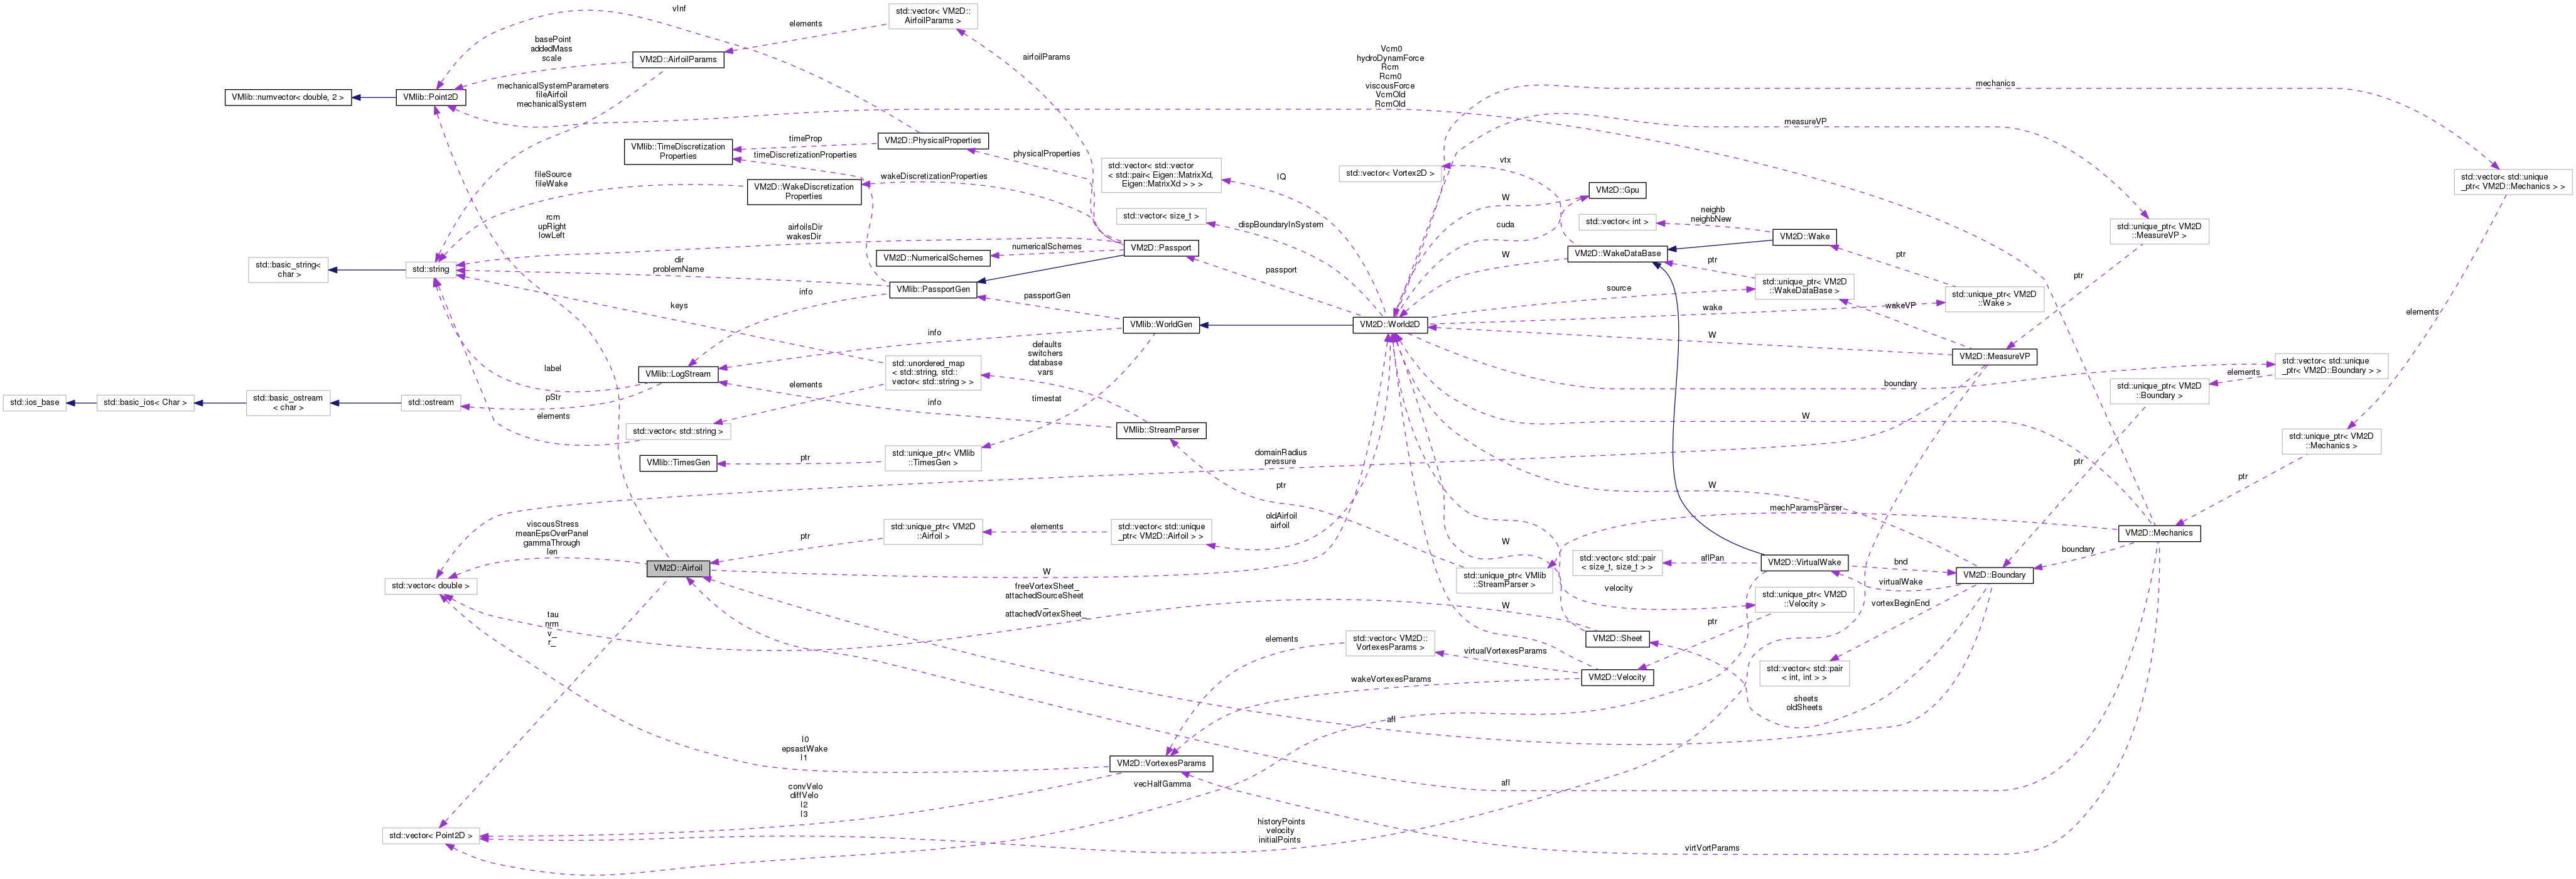 vInf
std::vector< VM2D::
AirfoilParams >
elements
basePoint
addedMass
scale
VM2D::AirfoilParams
airfoilParams
Vcm0
hydroDynamForce
Rcm
Rcm0
viscousForce
VcmOld
RcmOld
mechanics
VMlib::numvector< double, 2 >
VMlib::Point2D
mechanicalSystemParameters
fileAirfoil
mechanicalSystem
measureVP
VMlib::TimeDiscretization
Properties
timeProp
timeDiscretizationProperties
VM2D::PhysicalProperties
physicalProperties
std::vector< std::vector
< std::pair< Eigen::MatrixXd,
Eigen::MatrixXd > > >
IQ
std::vector< Vortex2D >
vtx
VM2D::Gpu
W
cuda
std::vector< std::unique
_ptr< VM2D::Mechanics > >
fileSource
fileWake
VM2D::WakeDiscretization
Properties
wakeDiscretizationProperties
std::vector< size_t >
dispBoundaryInSystem
std::vector< int >
neighb
neighbNew
VM2D::Wake
std::unique_ptr< VM2D
::MeasureVP >
rcm
upRight
lowLeft
airfoilsDir
wakesDir
numericalSchemes
VM2D::NumericalSchemes
VM2D::Passport
VM2D::WakeDataBase
W
ptr
std::basic_string<
char >
std::string
dir
problemName
passport
ptr
std::unique_ptr< VM2D
::WakeDataBase >
std::unique_ptr< VM2D
::Wake >
ptr
keys
info
VMlib::PassportGen
passportGen
source
wake
wakeVP
elements
VMlib::WorldGen
VM2D::World2D
W
VM2D::MeasureVP
info
defaults
switchers
database
vars
label
VMlib::LogStream
std::unordered_map
< std::string, std::
vector< std::string > >
boundary
std::vector< std::unique
_ptr< VM2D::Boundary > >
elements
std::unique_ptr< VM2D
::Boundary >
std::ios_base
std::basic_ios< Char >
std::basic_ostream
< char >
std::ostream
pStr
elements
info
timestat
elements
std::vector< std::string >
VMlib::StreamParser
W
std::unique_ptr< VM2D
::Mechanics >
VMlib::TimesGen
ptr
std::unique_ptr< VMlib
::TimesGen >
domainRadius
pressure
ptr
ptr
W
ptr
viscousStress
meanEpsOverPanel
gammaThrough
len
ptr
std::unique_ptr< VM2D
::Airfoil >
elements
std::vector< std::unique
_ptr< VM2D::Airfoil > >
oldAirfoil
airfoil
mechParamsParser
VM2D::Mechanics
W
boundary
std::vector< double >
VM2D::Airfoil
W
freeVortexSheet_
attachedSourceSheet
_
attachedVortexSheet_
std::unique_ptr< VMlib
::StreamParser >
std::vector< std::pair
< size_t, size_t > >
aflPan
VM2D::VirtualWake
bnd
virtualWake
VM2D::Boundary
velocity
std::unique_ptr< VM2D
::Velocity >
vortexBeginEnd
tau
nrm
v_
r_
W
ptr
VM2D::Sheet
elements
std::vector< VM2D::
VortexesParams >
virtualVortexesParams
VM2D::Velocity
wakeVortexesParams
std::vector< std::pair
< int, int > >
sheets
oldSheets
afl
I0
epsastWake
I1
VM2D::VortexesParams
vecHalfGamma
afl
convVelo
diffVelo
I2
I3
std::vector< Point2D >
historyPoints
velocity
initialPoints
virtVortParams